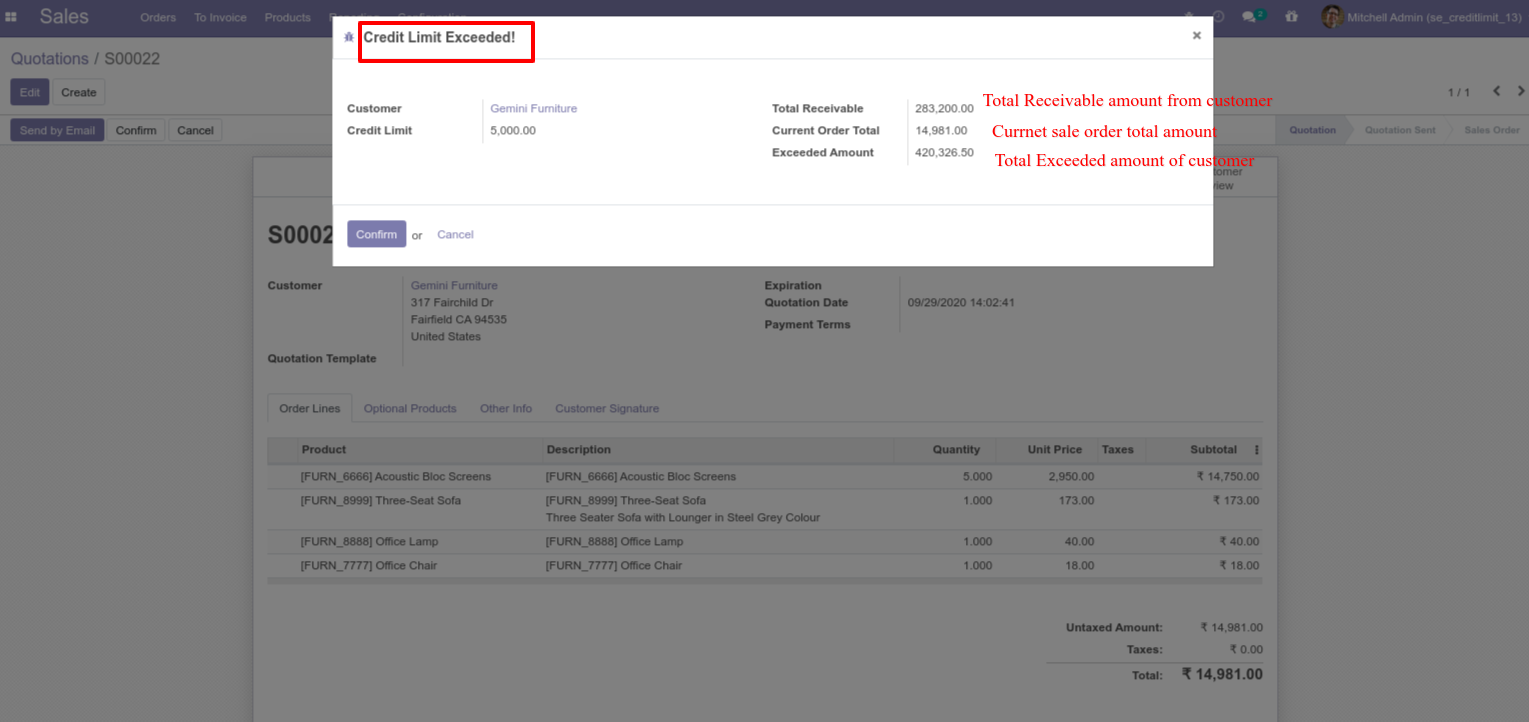 Sales Orders To Invoice Products 2 Mitchell Admin (se_creditlimit_13)
Credit Limit Exceeded! ×
Quotations / S00022
Edit Create 1 / 1
Send by Email Confirm Cancel Quotation Quotation Sent Sales Order
Customer Gemini Furniture Total Receivable 283,200.00 Total Receivable amount from customer
Credit Limit 5,000.00 Current Order Total 14,981.00 Currnet sale order total amount
Exceeded Amount 420,326.50 Total Exceeded amount of customer
Confirm or Cancel
S0002
Customer Gemini Furniture Expiration
317 Fairchild Dr Quotation Date 09/29/2020 14:02:41
Fairfield CA 94535 Payment Terms
United States
Quotation Template
Order Lines Optional Products Other Info Customer Signature
Product Description Quantity Unit Price Taxes Subtotal
[FURN_6666] Acoustic Bloc Screens [FURN_6666] Acoustic Bloc Screens 5.000 2,950.00 ₹ 14,750.00
[FURN_8999] Three-Seat Sofa [FURN_8999] Three-Seat Sofa 1.000 173.00 ₹ 173.00
Three Seater Sofa with Lounger in Steel Grey Colour
[FURN_8888] Office Lamp [FURN_8888] Office Lamp 1.000 40.00 ₹ 40.00
[FURN_7777] Office Chair [FURN_7777] Office Chair 1.000 18.00 ₹ 18.00
Untaxed Amount: ₹ 14,981.00
Taxes: ₹ 0.00
Total: ₹ 14,981.00